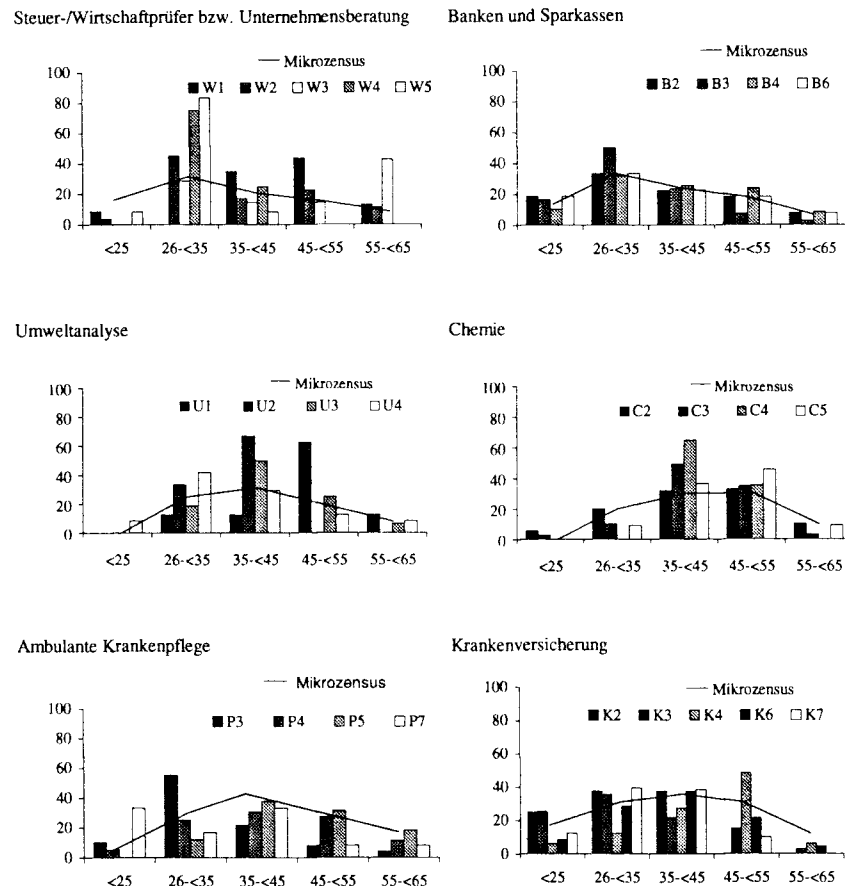 Steuer-/Wirtschaftprüfer bzw. Unternehmensberatung
Mikrozensus
W1 W2 W3 W4 W5
100
80
60
40
20
0
<25 26-<35 35-<45 45-<55 55-<65
Banken und Sparkassen
Mikrozensus
B2 B3 B4 B6
100
80
60
40
20
0
<25 26-<35 35-<45 45-<55 55-<65
Umweltanalyse
Mikrozensus
U1 U2 U3 U4
100
80
60
40
20
0
<25 26-<35 35-<45 45-<55 55-<65
Chemie
Mikrozensus
C2 C3 C4 C5
100
80
60
40
20
0
<25 26-<35 35-<45 45-<55 55-<65
Ambulante Krankenpflege
Mikrozensus
P3 P4 P5 P7
100
80
60
40
20
0
<25 26-<35 35-<45 45-<55 55-<65
Krankenversicherung
Mikrozensus
K2 K3 K4 K6 K7
100
80
60
40
20
0
<25 26-<35 35-<45 45-<55 55-<65